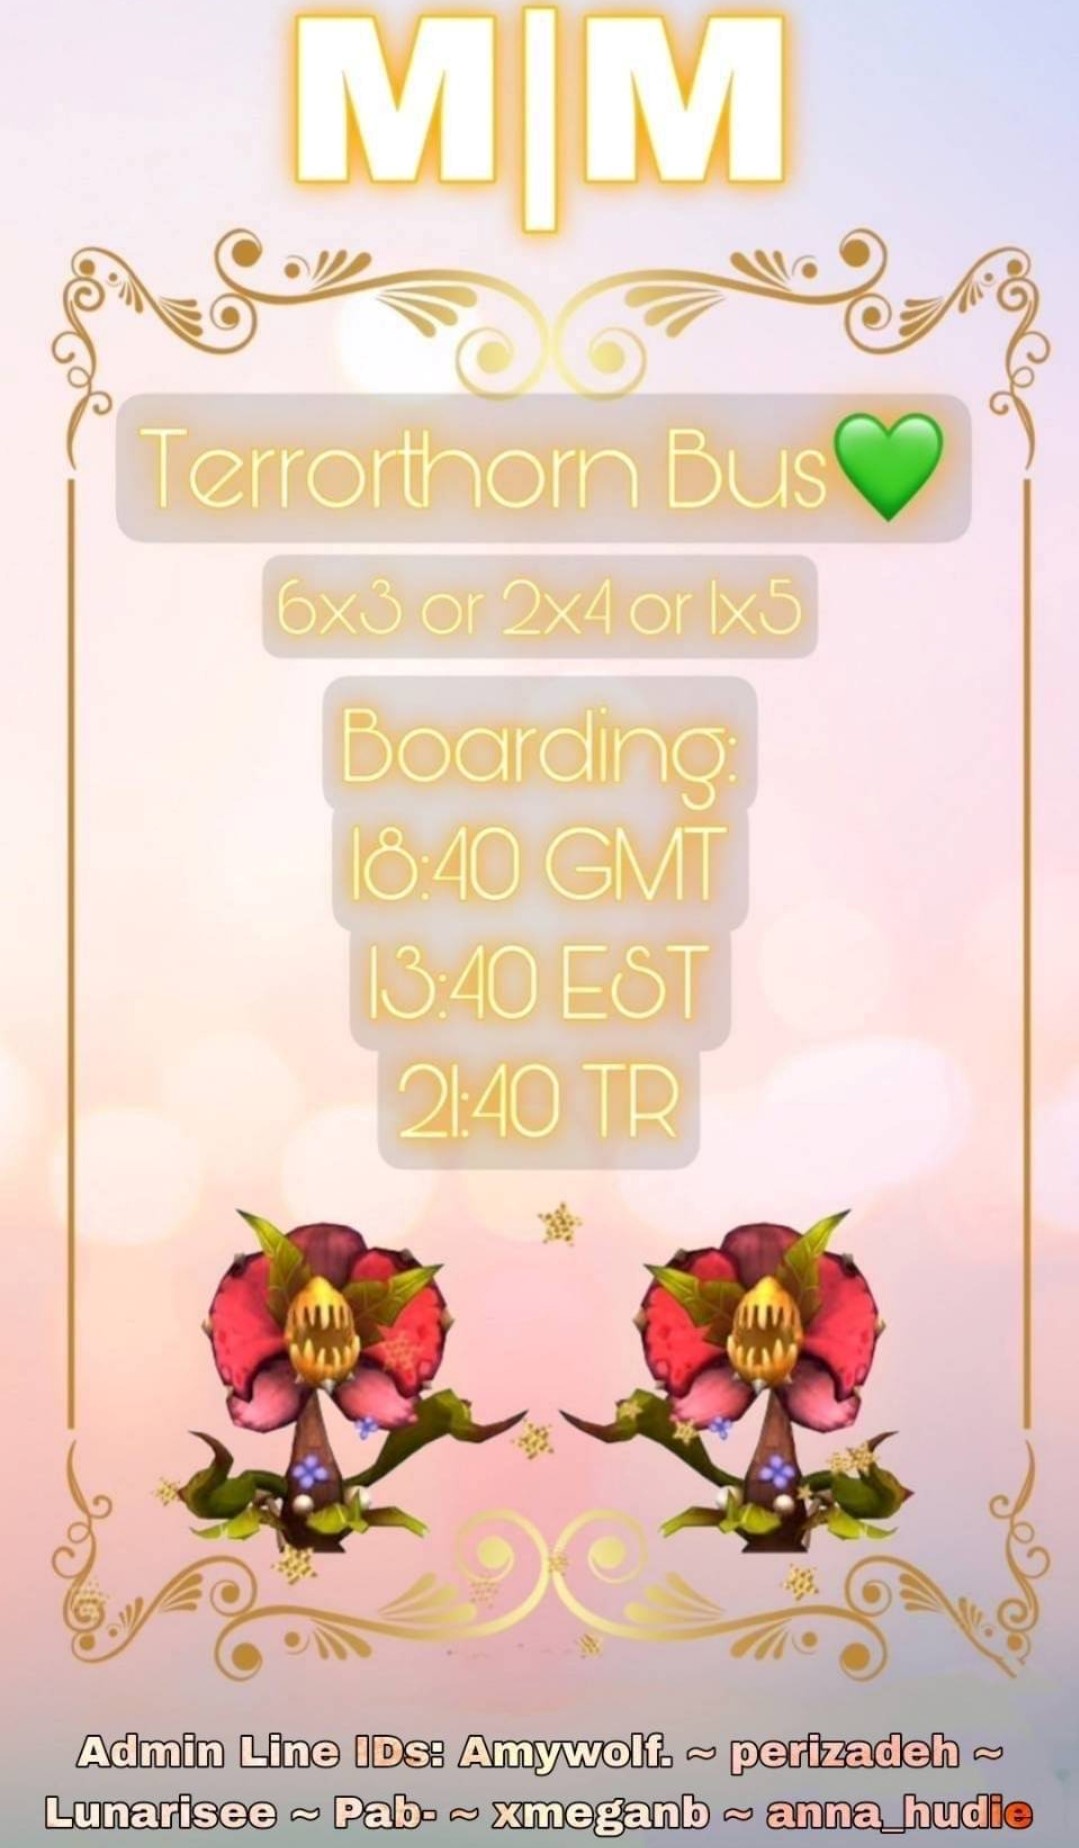 M|M
Terrorthorn Bus💚
6x3 or 2x4 or 1x5
Boarding:
18:40 GMT
13:40 EST
21:40 TR
Admin Line IDs: Amywolf. ~ perizadeh ~
Lunarisee ~ Pab- ~ xmeganb ~ anna_hudie